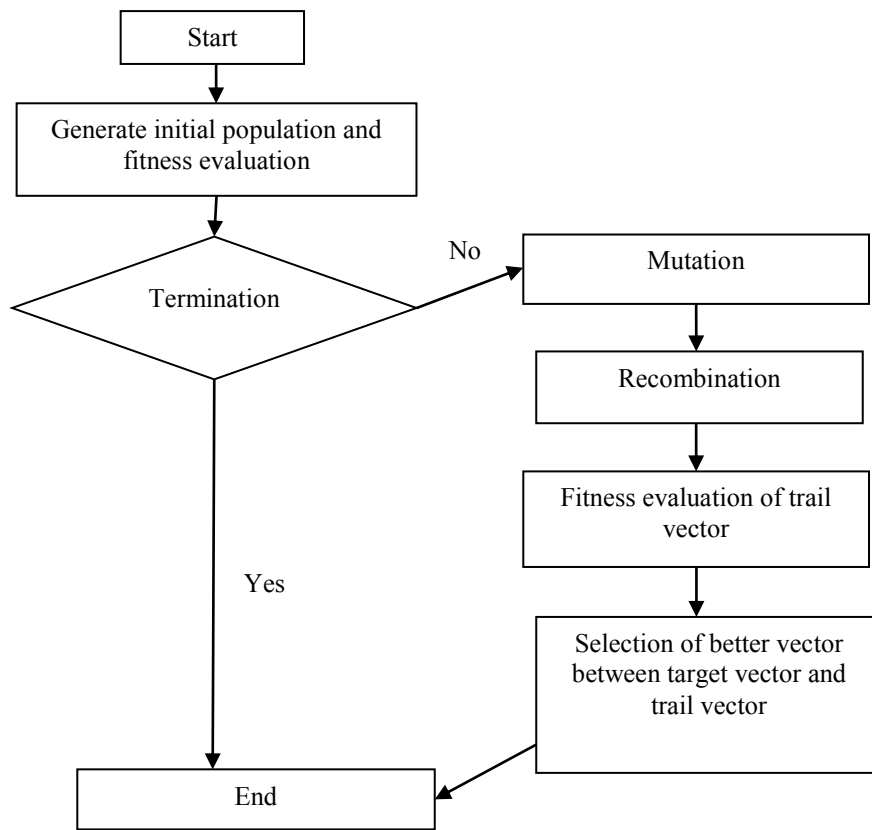 Start
Generate initial population and
fitness evaluation
No
Mutation
Termination
Recombination
Fitness evaluation of trail
vector
Yes
Selection of better vector
between target vector and
trail vector
End